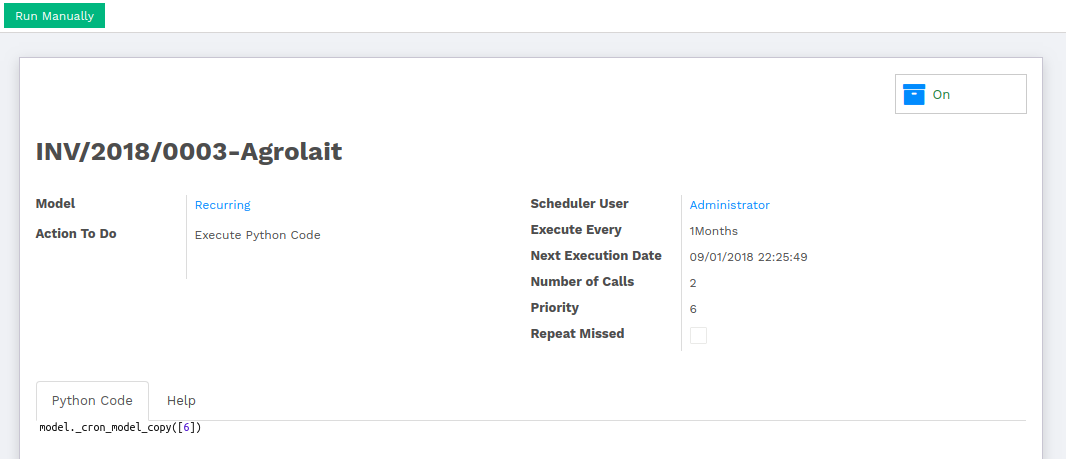 Run Manually
On
INV/2018/0003-Agrolait
Model
Recurring
Action To Do
Execute Python Code
Scheduler User
Administrator
Execute Every
1Months
Next Execution Date
09/01/2018 22:25:49
Number of Calls
2
Priority
6
Repeat Missed
Python Code
Help
model._cron_model_copy([6])